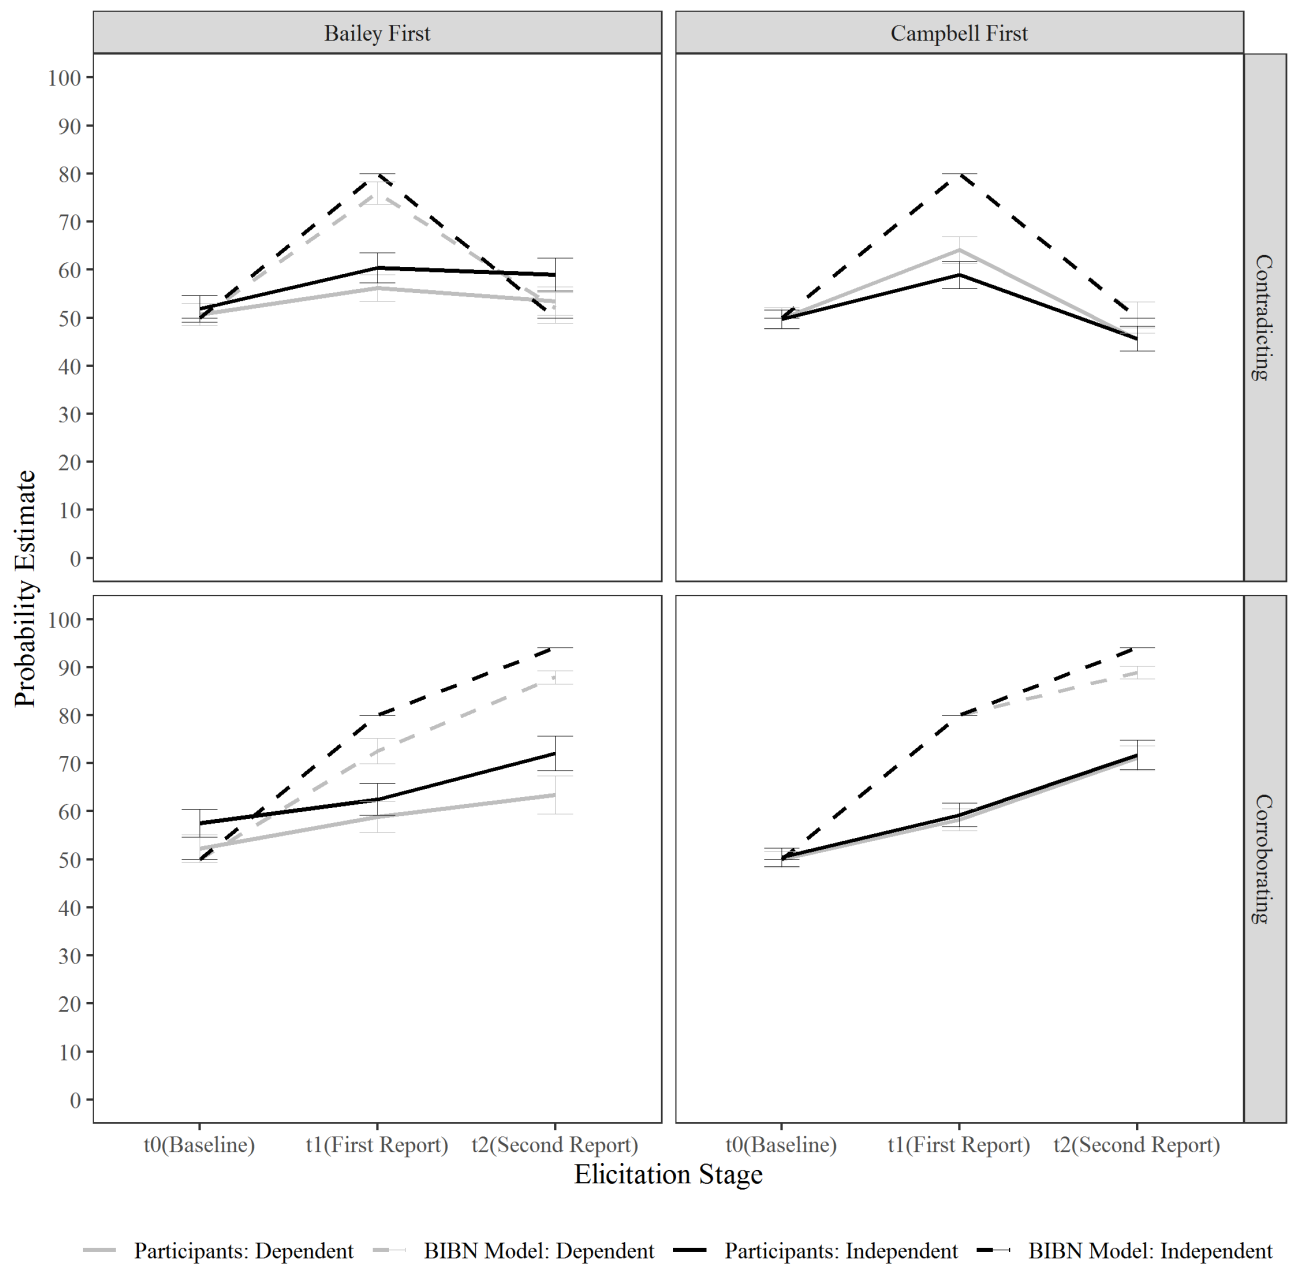 Bailey First
Campbell First
100
90
80
70
60
50
40
30
20
10
0
Contradicting
Probability Estimate
100
90
80
70
60
50
40
30
20
10
0
Corroborating
t0(Baseline) t1(First Report) t2(Second Report)
t0(Baseline) t1(First Report) t2(Second Report)
Elicitation Stage
Participants: Dependent BIBN Model: Dependent Participants: Independent BIBN Model: Independent